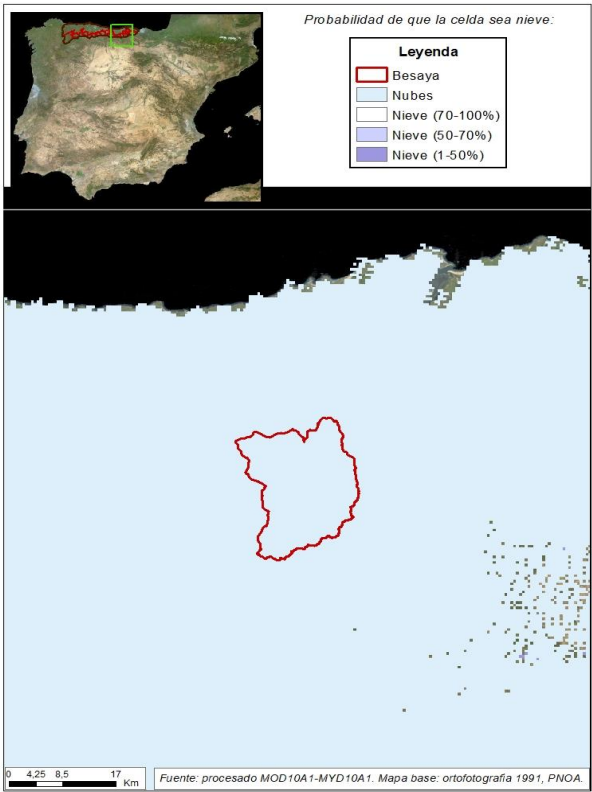 Probabilidad de que la celda sea nieve:
Leyenda
Besaya
Nubes
Nieve (70-100%)
Nieve (50-70%)
Nieve (1-50%)
0 4,25 8,5 17
Km
Fuente: procesado MOD10A1-MYD10A1. Mapa base: ortofotografía 1991, PNOA.